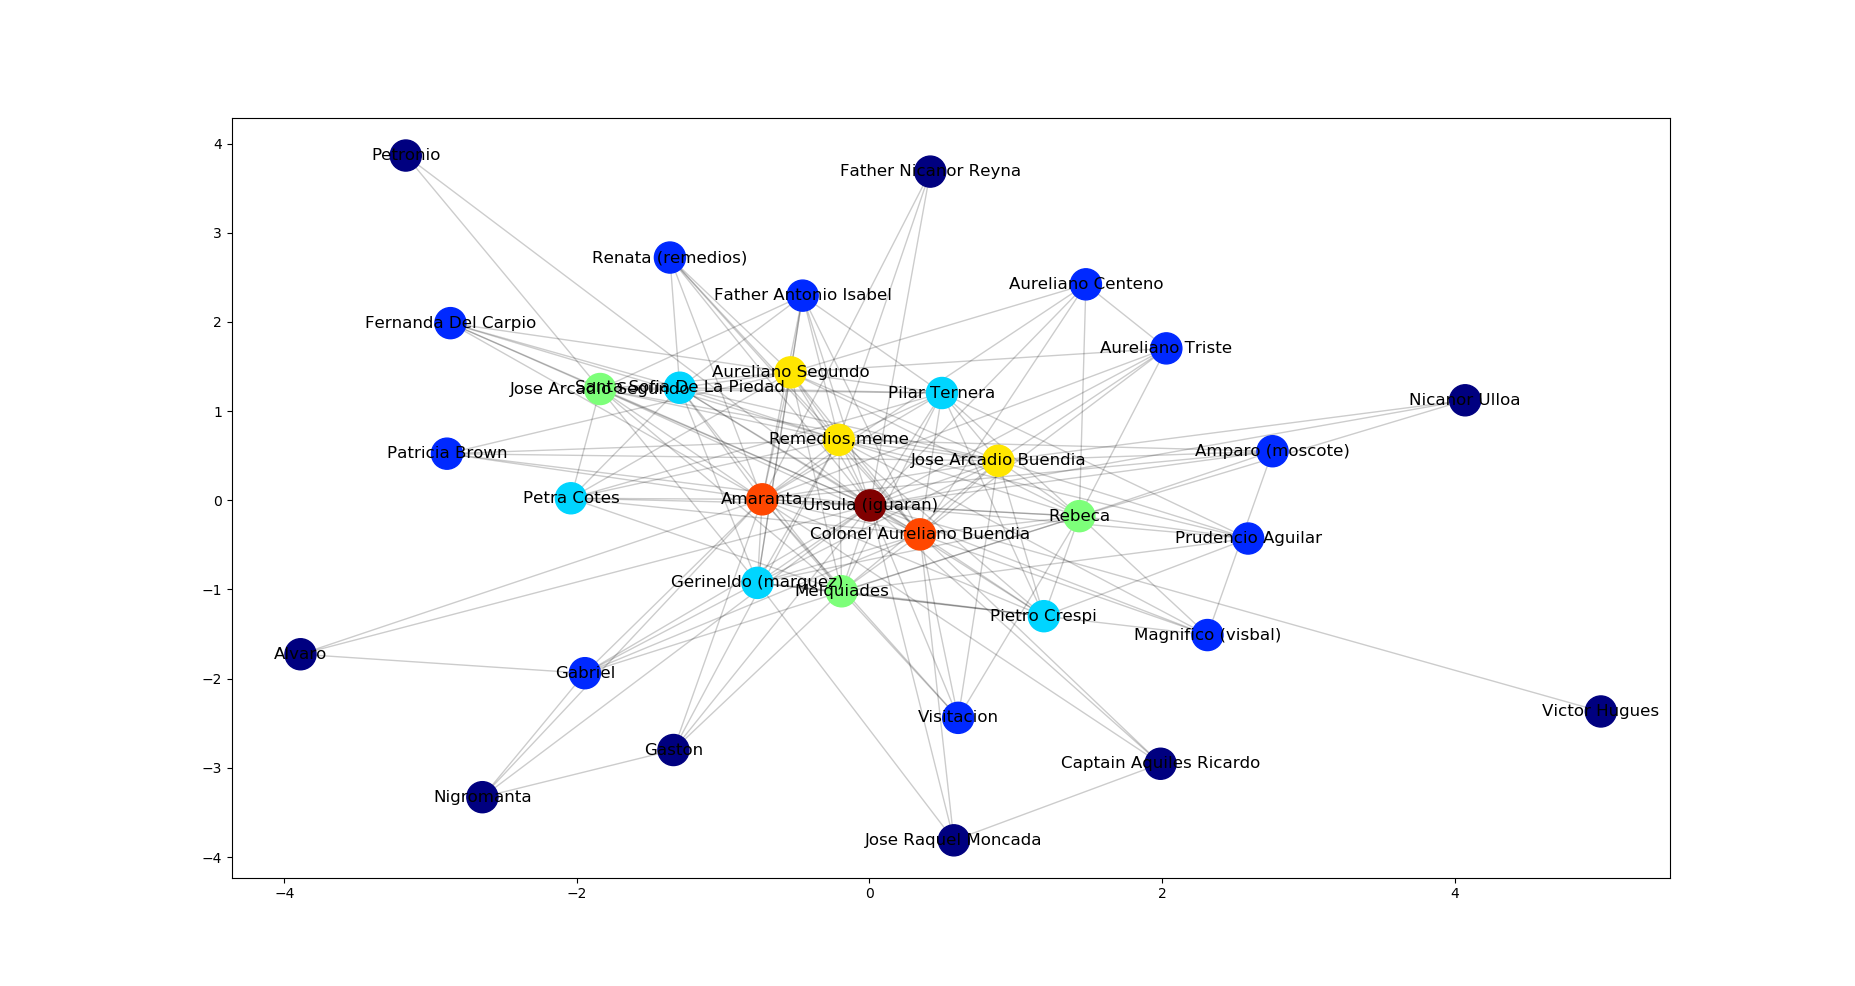 4
Petronio
Father Nicanor Reyna
3
Renata (remedios)
Father Antonio Isabel
Aureliano Centeno
2
Fernanda Del Carpio
Aureliano Triste
Aureliano Segundo
Jose Arcadio Segundo
Santa Sofia De La Piedad
Pilar Ternera
Nicanor Ulloa
1
Remedios,meme
Jose Arcadio Buendia
Amparo (moscote)
Patricia Brown
0
Petra Cotes
Amaranta
Ursula (iguaran)
Rebeca
Colonel Aureliano Buendia
Prudencio Aguilar
−1
Gerineldo (marquez)
Melquiades
Pietro Crespi
Magnifico (visbal)
Alvaro
Gabriel
−2
Visitacion
Victor Hugues
Gaston
Captain Aquiles Ricardo
−3
Nigromanta
Jose Raquel Moncada
−4
−4
−2
0
2
4